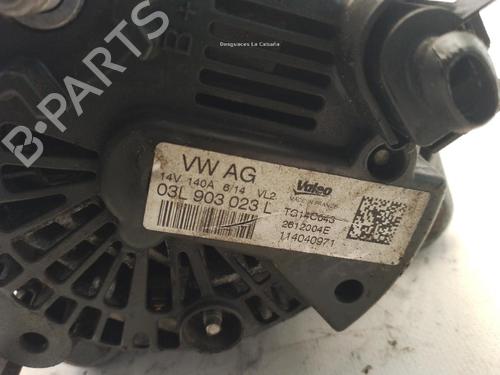 Desguaces La Cabaña
B+
B-PARTS
VW AG
14V 140A 6/14 VL2
03L 903 023 L
Valeo
MADE IN FRANCE
TG14C043
2612004E
114040971